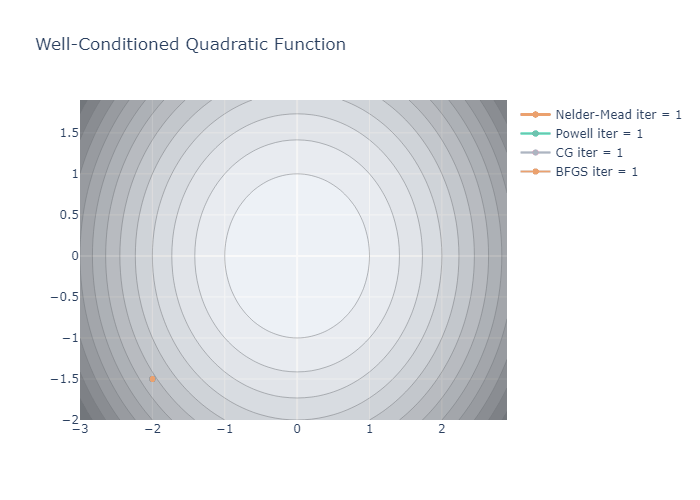 Well-Conditioned Quadratic Function
Nelder-Mead iter = 1
Powell iter = 1
CG iter = 1
BFGS iter = 1
1.5
1
0.5
0
−0.5
−1
−1.5
−2
−3
−2
−1
0
1
2